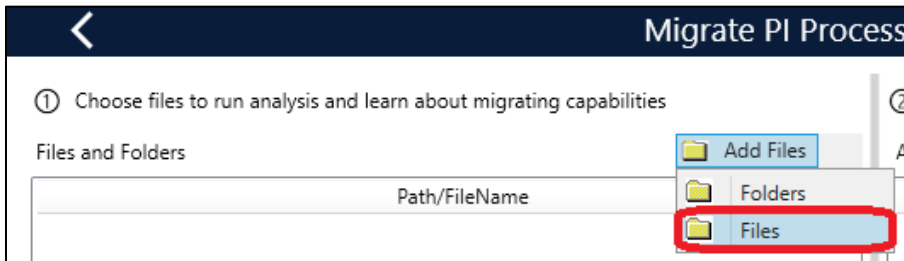 Migrate PI Process
① Choose files to run analysis and learn about migrating capabilities
②
Files and Folders
Add Files
A
Path/FileName
Folders
Files